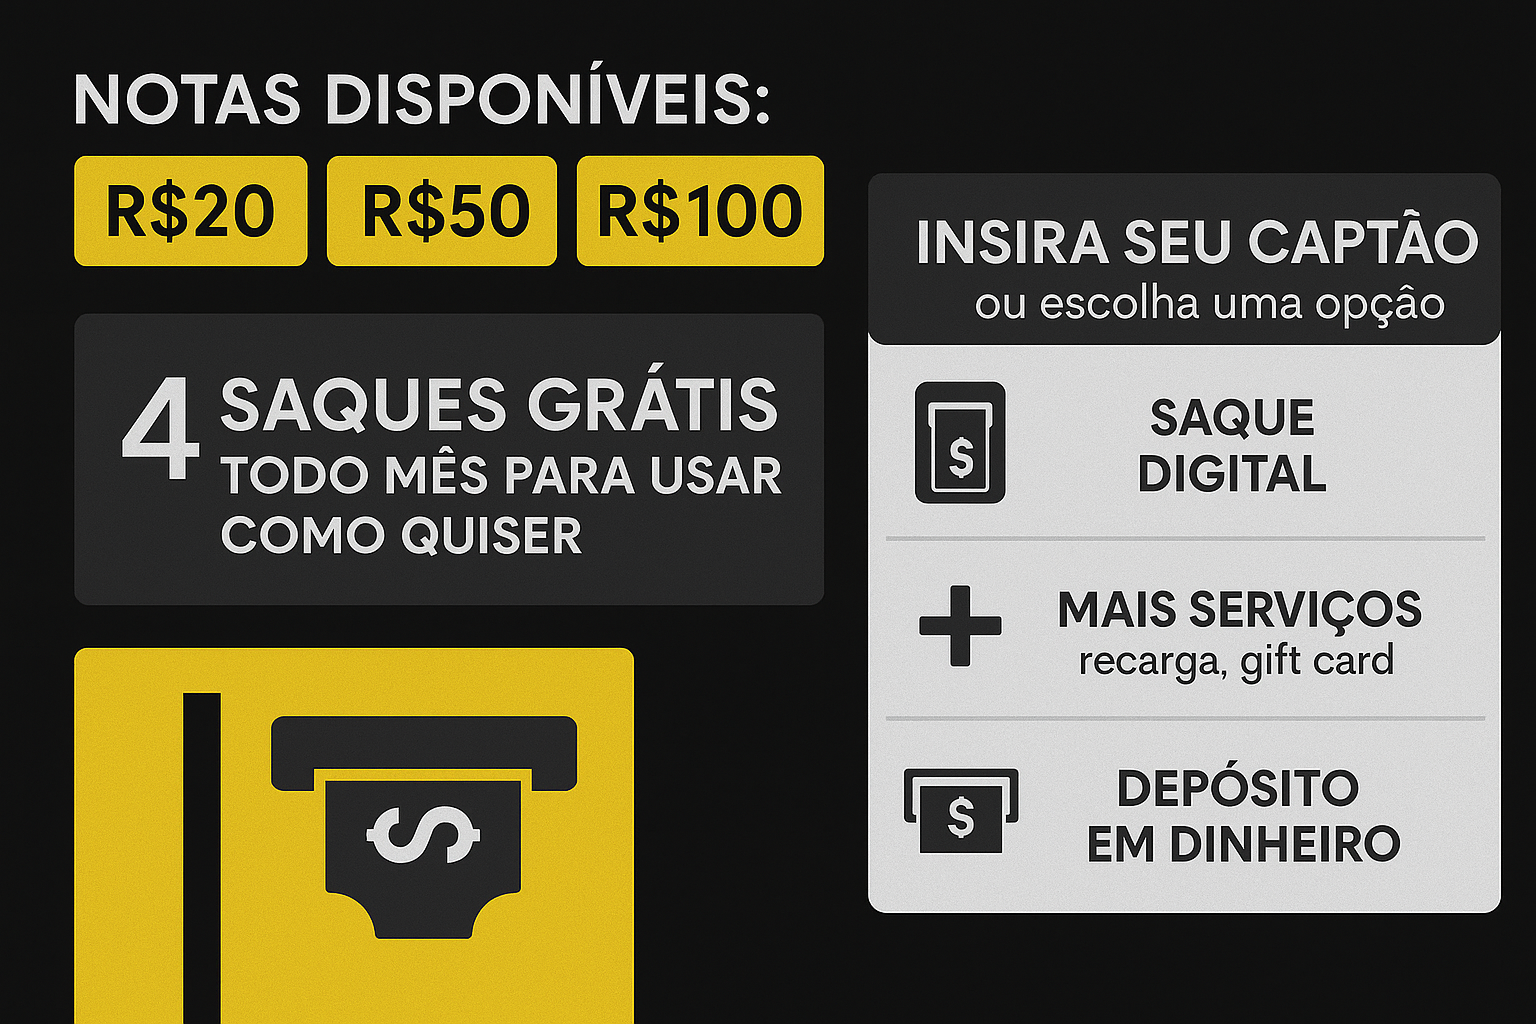 NOTAS DISPONÍVEIS:
R$20 R$50 R$100
4 SAQUES GRÁTIS
TODO MÊS PARA USAR
COMO QUISER
$
INSIRA SEU CAPTÃO
ou escolha uma opçâo
$
SAQUE
DIGITAL
MAIS SERVIÇOS
recarga, gift card
$
DEPÓSITO
EM DINHEIRO